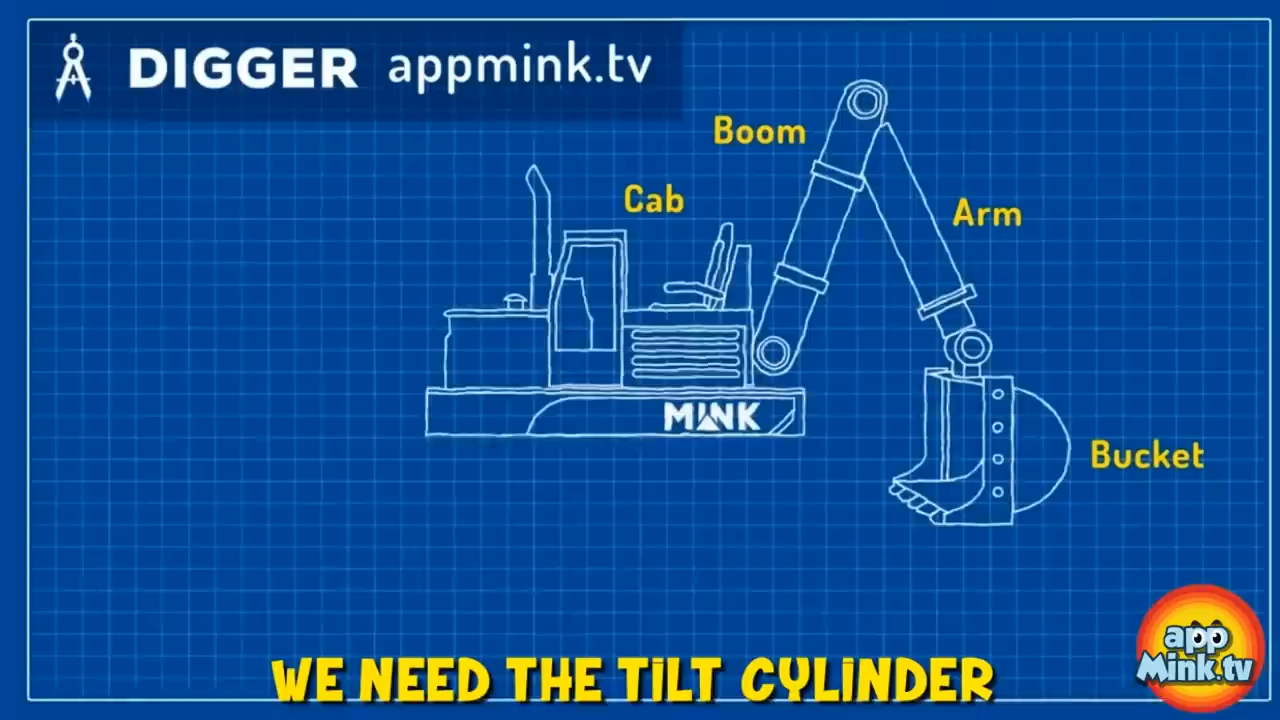 DIGGER appmink.tv
Boom
Cab
Arm
MINK
Bucket
app
Mink.tv
WE NEED THE TILT CYLINDER